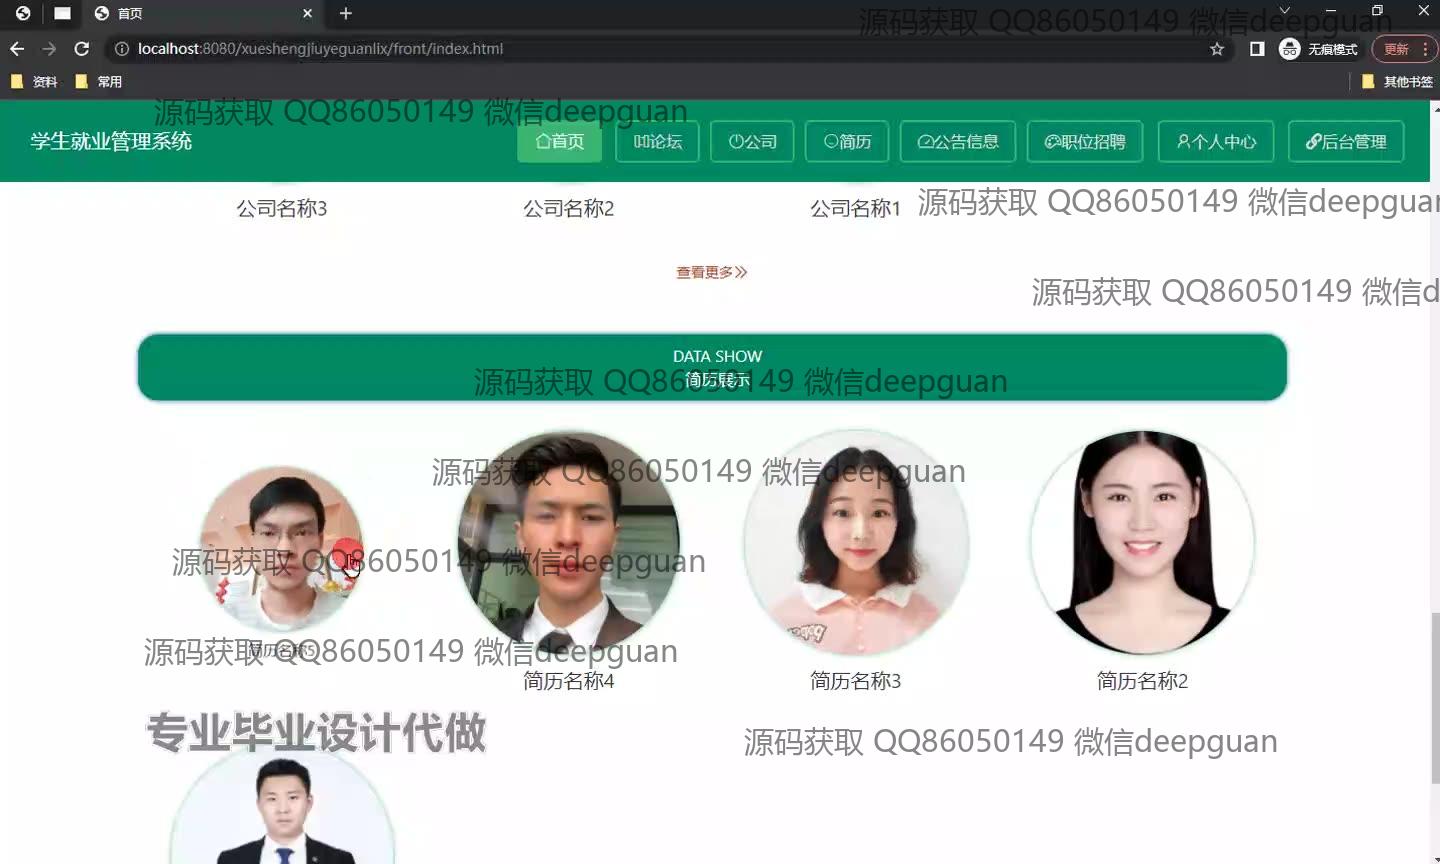 首页
源码获取 QQ86050149 微信deepguan
localhost:8080/xueshengjiuyeguanlix/front/index.html
无痕模式
更新
资料
常用
其他书签
源码获取 QQ86050149 微信deepguan
学生就业管理系统
首页
论坛
公司
简历
公告信息
职位招聘
个人中心
后台管理
公司名称3
公司名称2
公司名称1
源码获取 QQ86050149 微信deepguan
查看更多
源码获取 QQ86050149 微信d
DATA SHOW
简历展示
源码获取 QQ86050149 微信deepguan
源码获取 QQ86050149 微信deepguan
源码获取 QQ86050149 微信deepguan
简历名称5
源码获取 QQ86050149 微信deepguan
简历名称4
简历名称3
简历名称2
专业毕业设计代做
源码获取 QQ86050149 微信deepguan